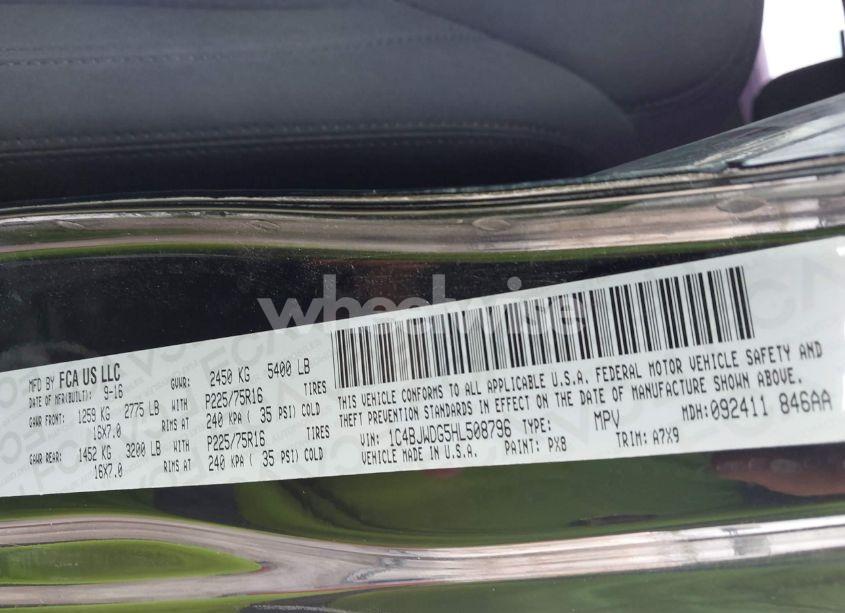 wheelwise
MFD BY FCA US LLC
DATE OF MFR(BUILT): 9-16 GVWR: 2450 KG 5400 LB
GAWR FRONT: 1259 KG 2775 LB WITH P225/75R16 TIRES
16X7.0 RIMS AT 240 KPA ( 35 PSI) COLD
GAWR REAR: 1452 KG 3200 LB WITH P225/75R16 TIRES
16X7.0 RIMS AT 240 KPA ( 35 PSI) COLD
THIS VEHICLE CONFORMS TO ALL APPLICABLE U.S.A. FEDERAL MOTOR VEHICLE SAFETY AND
THEFT PREVENTION STANDARDS IN EFFECT ON THE DATE OF MANUFACTURE SHOWN ABOVE.
VIN: 1C4BJWDG5HL508796 TYPE: MPV MDH: 092411 846AA
VEHICLE MADE IN U.S.A. PAINT: PX8 TRIM: A7X9